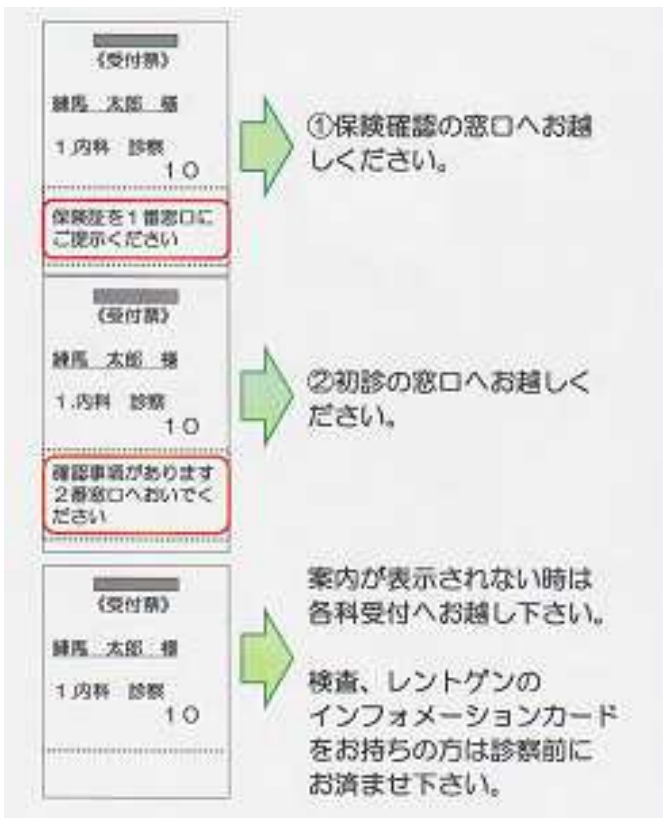 《受付票》
練馬 太郎 様
1.内科 診察
10
保険証を1番窓口に
ご提示ください
①保険確認の窓口へお越
しください。
《受付票》
練馬 太郎 様
1.内科 診察
10
確認事項があります
2番窓口へおいでく
ださい
②初診の窓口へお越しく
ださい。
《受付票》
練馬 太郎 様
1.内科 診察
10
案内が表示されない時は
各科受付へお越し下さい。
検査、レントゲンの
インフォメーションカード
をお持ちの方は診察前に
お済ませ下さい。